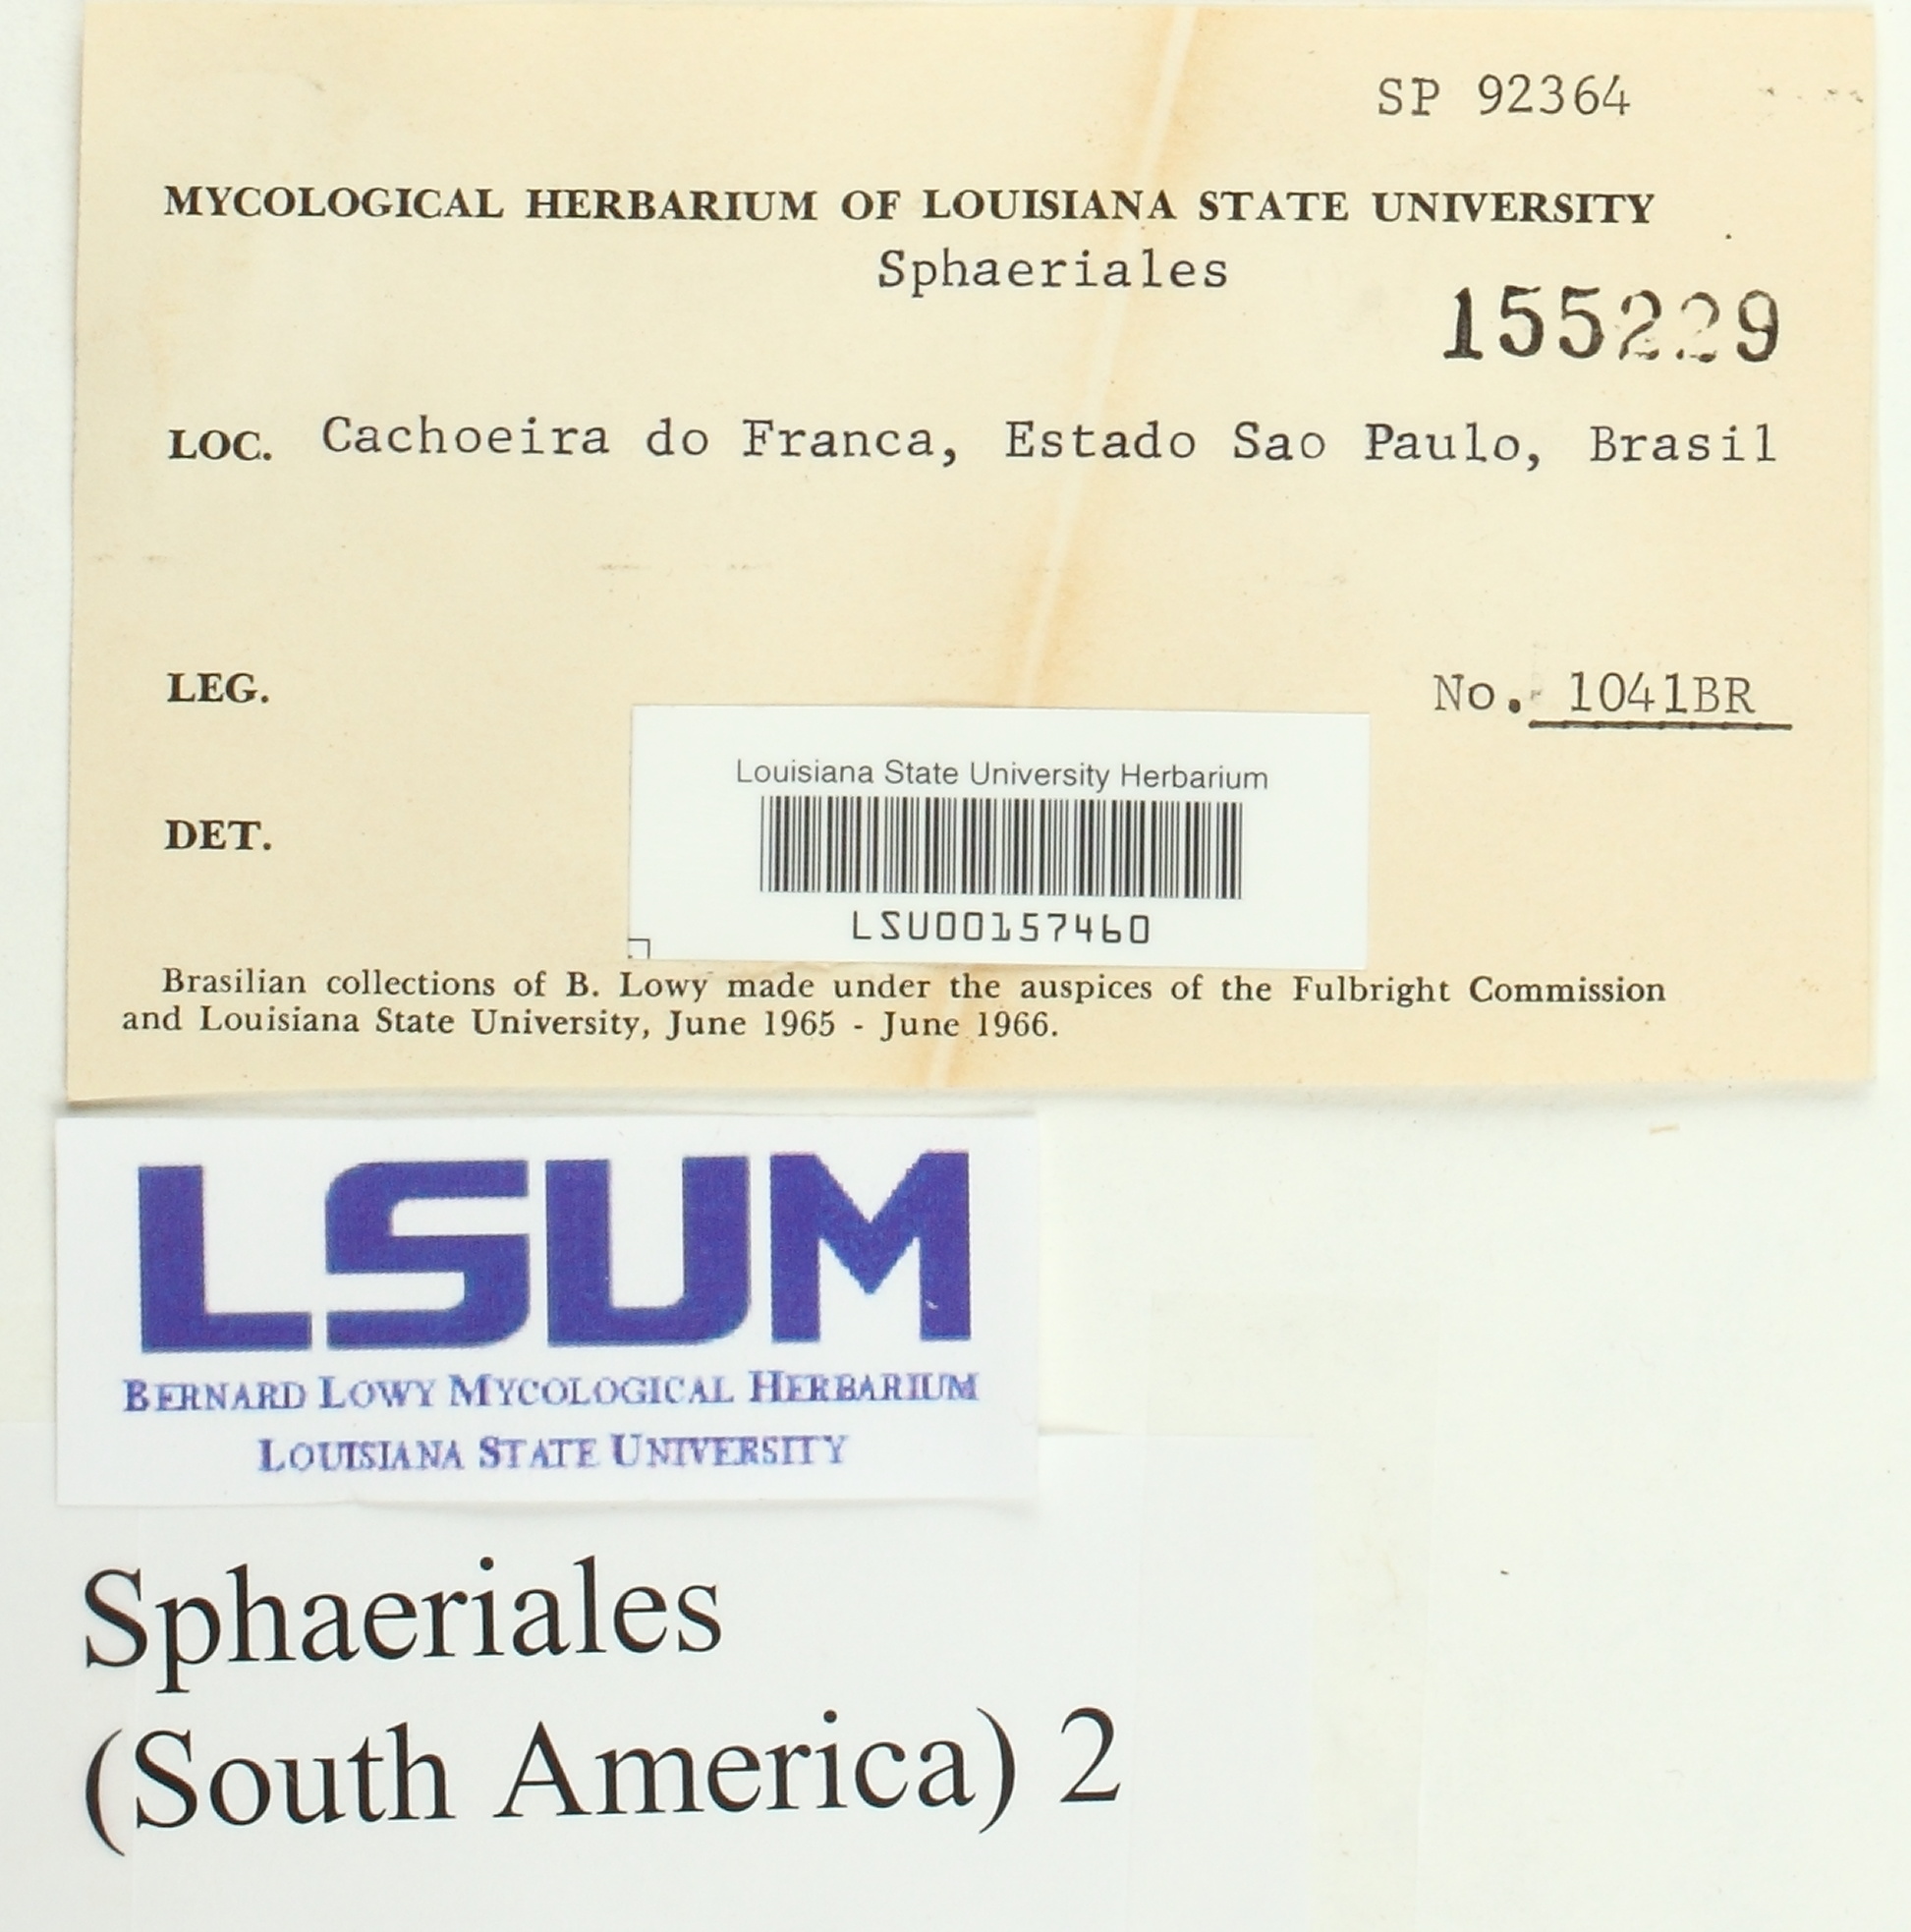 SP 92364
MYCOLOGICAL HERBARIUM OF LOUISIANA STATE UNIVERSITY
Sphaeriales
155229
LOC. Cachoeira do Franca, Estado Sao Paulo, Brasil
LEG.
No. 1041BR
Louisiana State University Herbarium
DET.
LSU00157460
Brasilian collections of B. Lowy made under the auspices of the Fulbright Commission
and Louisiana State University, June 1965 - June 1966.
LSUM
BERNARD LOWY MYCOLOGICAL HERBARIUM
LOUISIANA STATE UNIVERSITY
Sphaeriales
(South America) 2